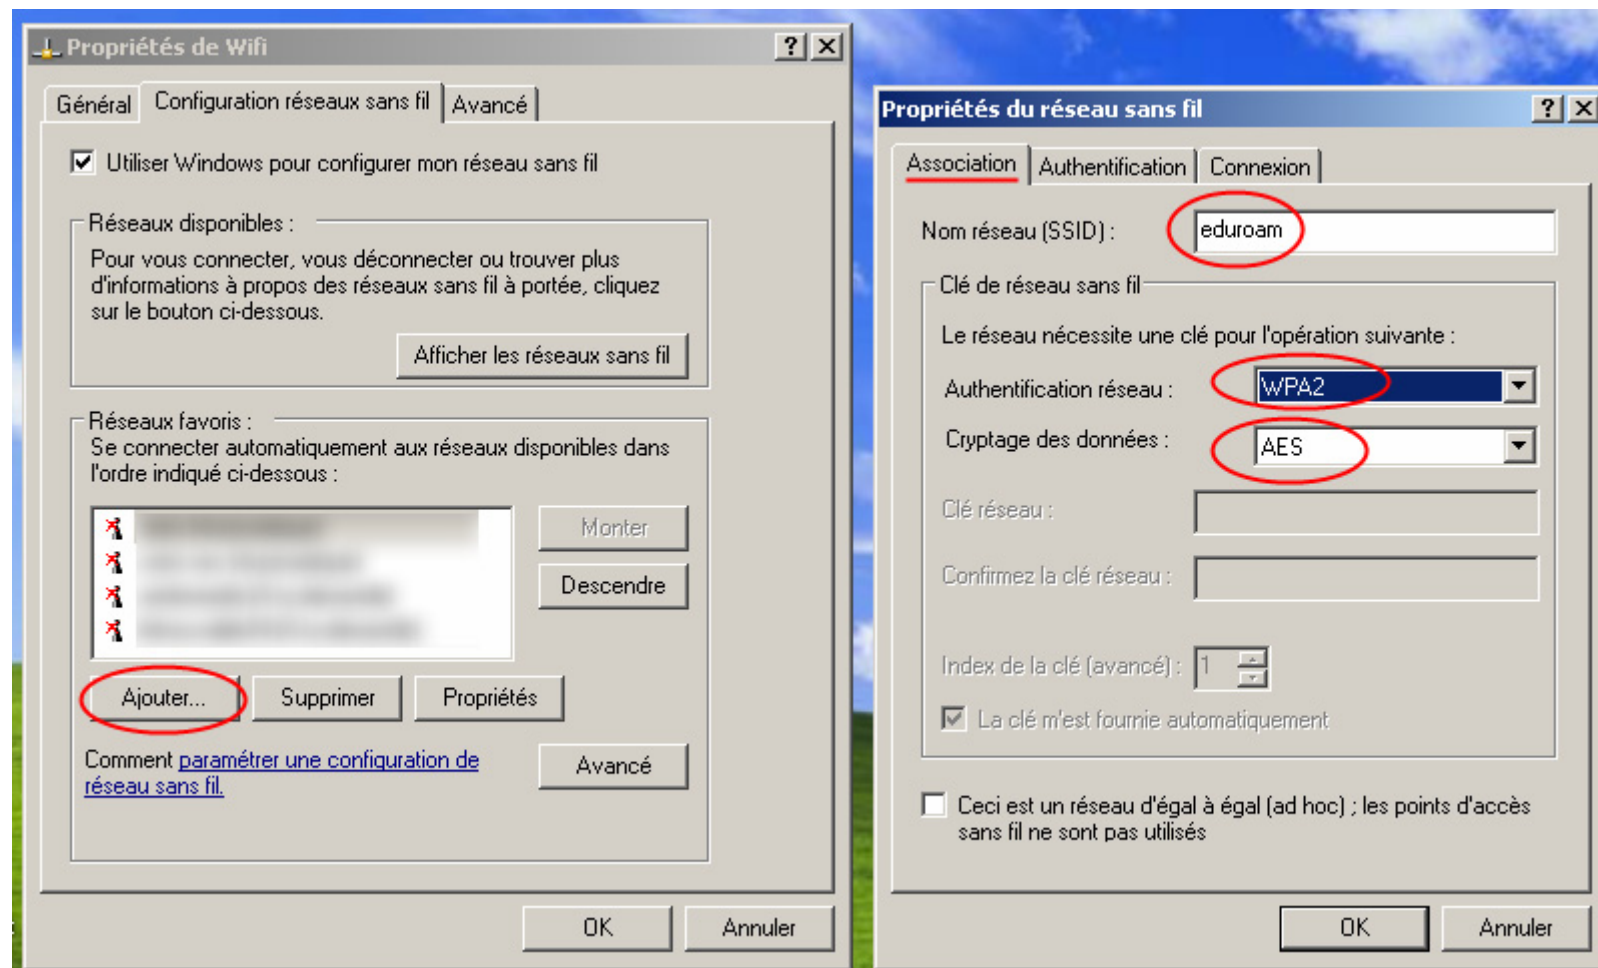 Propriétés de Wifi
Général
Configuration réseaux sans fil
Avancé
Utiliser Windows pour configurer mon réseau sans fil
Réseaux disponibles :
Pour vous connecter, vous déconnecter ou trouver plus
d'informations à propos des réseaux sans fil à portée, cliquez
sur le bouton ci-dessous.
Afficher les réseaux sans fil
Réseaux favoris :
Se connecter automatiquement aux réseaux disponibles dans
l'ordre indiqué ci-dessous :
Monter
Descendre
Ajouter...
Supprimer
Propriétés
Comment paramétrer une configuration de
réseau sans fil.
Avancé
OK
Annuler
Propriétés du réseau sans fil
Association
Authentification
Connexion
Nom réseau (SSID) :
eduroam
Clé de réseau sans fil
Le réseau nécessite une clé pour l'opération suivante :
Authentification réseau :
WPA2
Cryptage des données :
AES
Clé réseau :
Confirmez la clé réseau :
Index de la clé (avancé) :
1
La clé m'est fournie automatiquement
Ceci est un réseau d'égal à égal (ad hoc) ; les points d'accès
sans fil ne sont pas utilisés
OK
Annuler